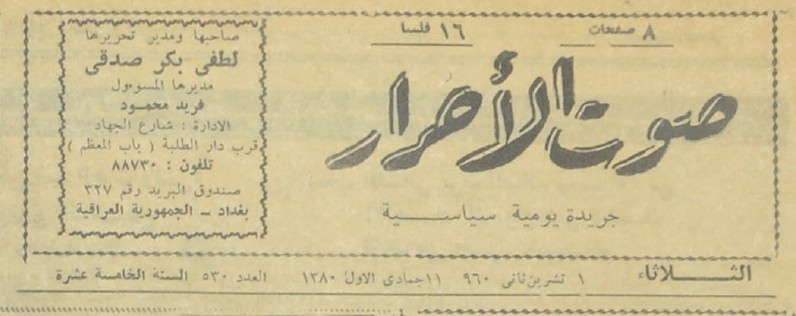 ٨ صفحات
١٦ فلسا
صوت الأحرار
جريدة يومية سياسية
صاحبها ومدير تحريرها
لطفي بكر صدقي
مديرها المسوءول
فريد محمود
الادارة : شارع الجهاد
قرب دار الطلبة ( باب المعظم )
تلفون : ٨٨٧٣٠
صندوق البريد رقم ٣٢٧
بغداد – الجمهورية العراقية
الثلاثاء ١ تشرين ثانى ٩٦٠ ١١ جمادى الاول ١٣٨٠ العدد ٥٣٠ السنة الخامسة عشرة